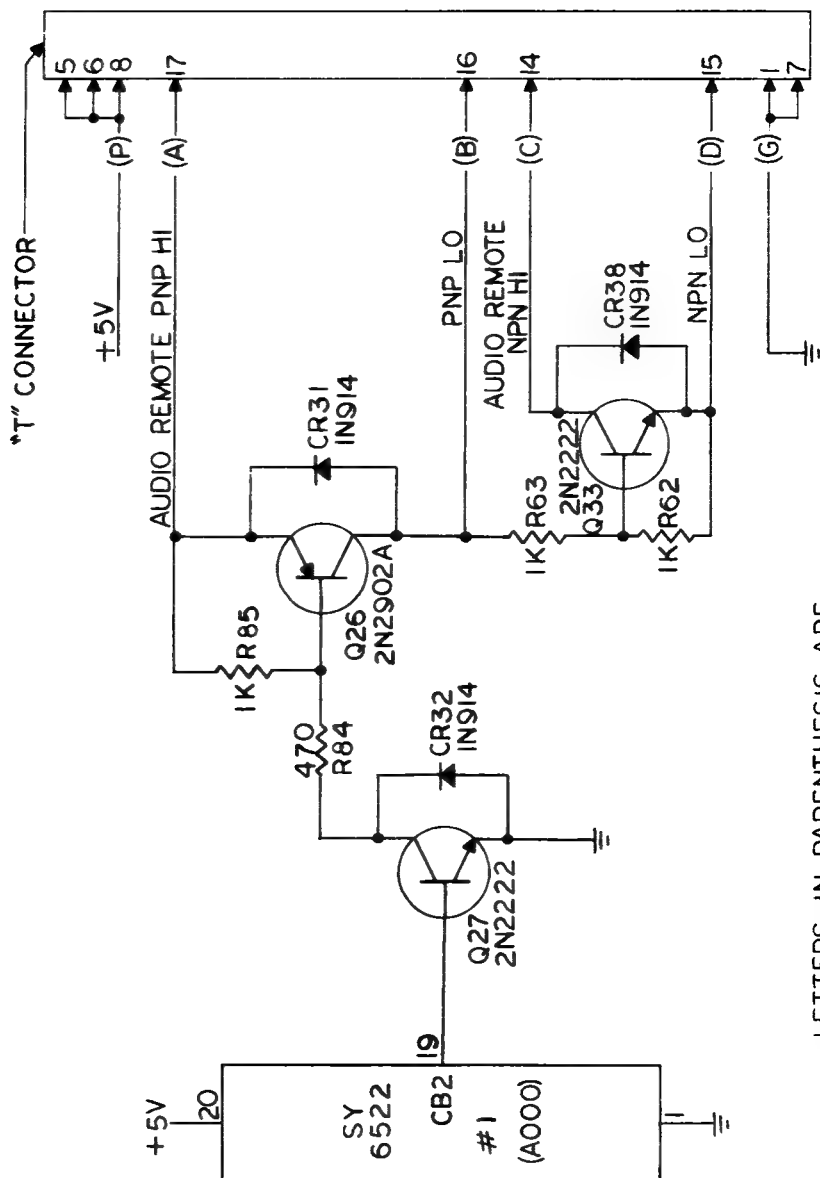 "T" CONNECTOR
5
6
8
17
16
14
15
1
7
(P)
(A)
(B)
(C)
(D)
(G)
+5V
AUDIO REMOTE PNP HI
PNP LO
AUDIO REMOTE
NPN HI
NPN LO
CR31
IN914
CR38
IN914
1K R85
Q26
2N2902A
1K R63
2N2222
Q33
1K R62
470
R84
CR32
IN914
Q27
2N2222
+5V
20
SY
6522
CB2
19
#1
(A000)
1